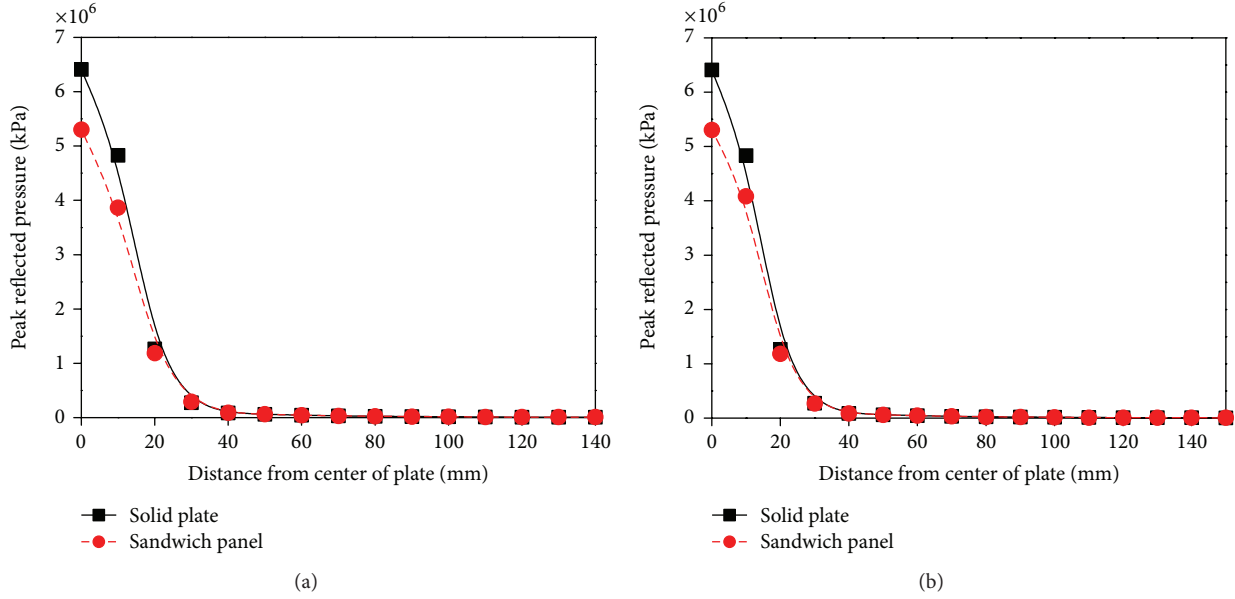 ×10⁶
7
6
5
4
3
2
1
0
Peak reflected pressure (kPa)
0 20 40 60 80 100 120 140
Distance from center of plate (mm)
Solid plate
Sandwich panel
(a)
×10⁶
7
6
5
4
3
2
1
0
Peak reflected pressure (kPa)
0 20 40 60 80 100 120 140
Distance from center of plate (mm)
Solid plate
Sandwich panel
(b)